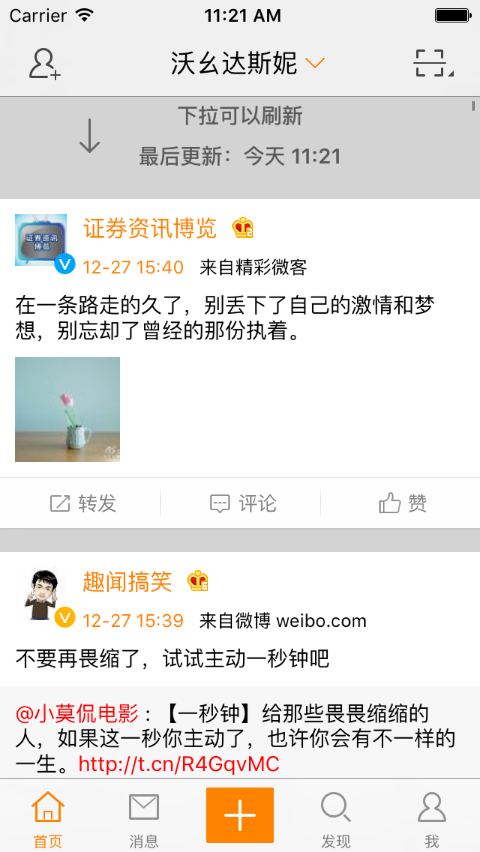 Carrier 11:21 AM
沃幺达斯妮
下拉可以刷新
最后更新：今天 11:21
证券资讯博览
证券资讯
博览
12-27 15:40 来自精彩微客
在一条路走的久了，别丢下了自己的激情和梦
想，别忘却了曾经的那份执着。
转发 评论 赞
趣闻搞笑
12-27 15:39 来自微博 weibo.com
不要再畏缩了，试试主动一秒钟吧
@小莫侃电影：【一秒钟】给那些畏畏缩缩的
人，如果这一秒你主动了，也许你会有不一样的
一生。http://t.cn/R4GqvMC
首页 消息 发现 我